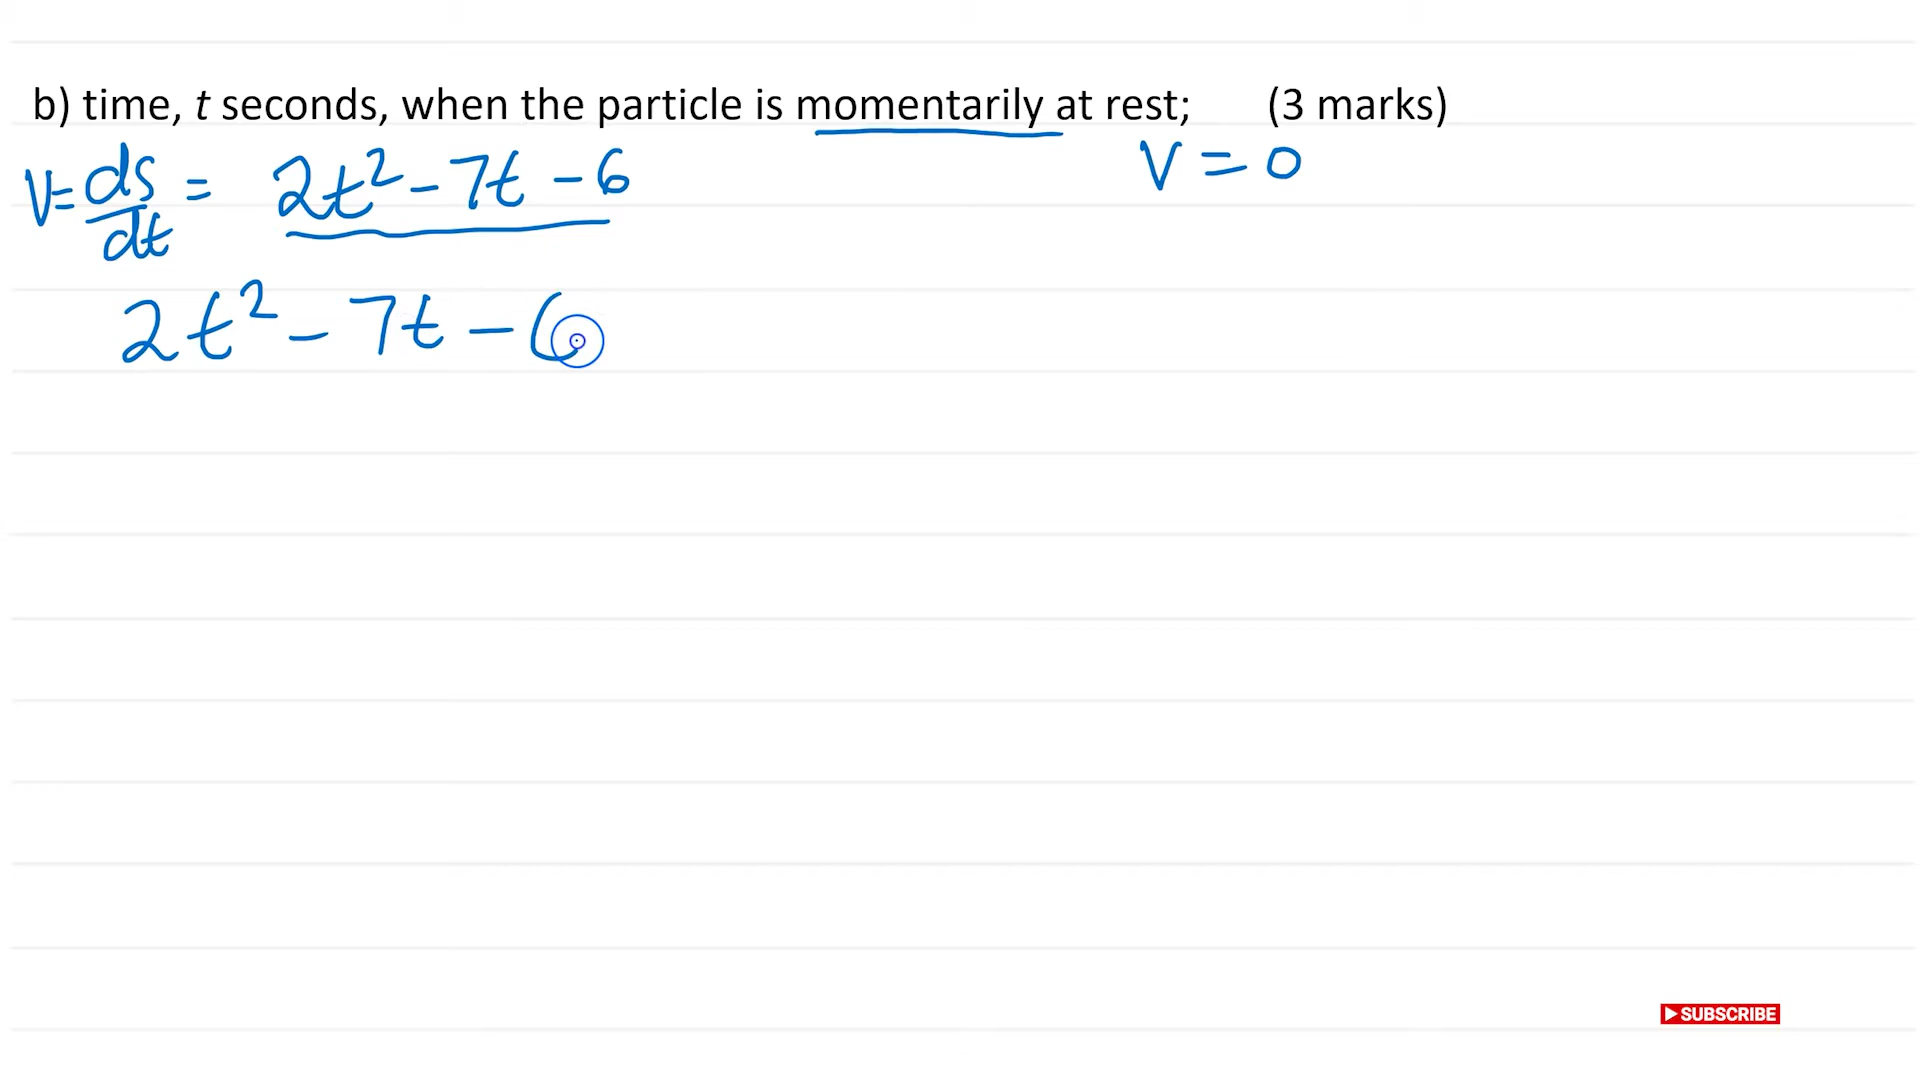 b) time, t seconds, when the particle is momentarily at rest; (3 marks)
V = 0
V = ds/dt = 2t² - 7t - 6
2t² - 7t - 6
SUBSCRIBE